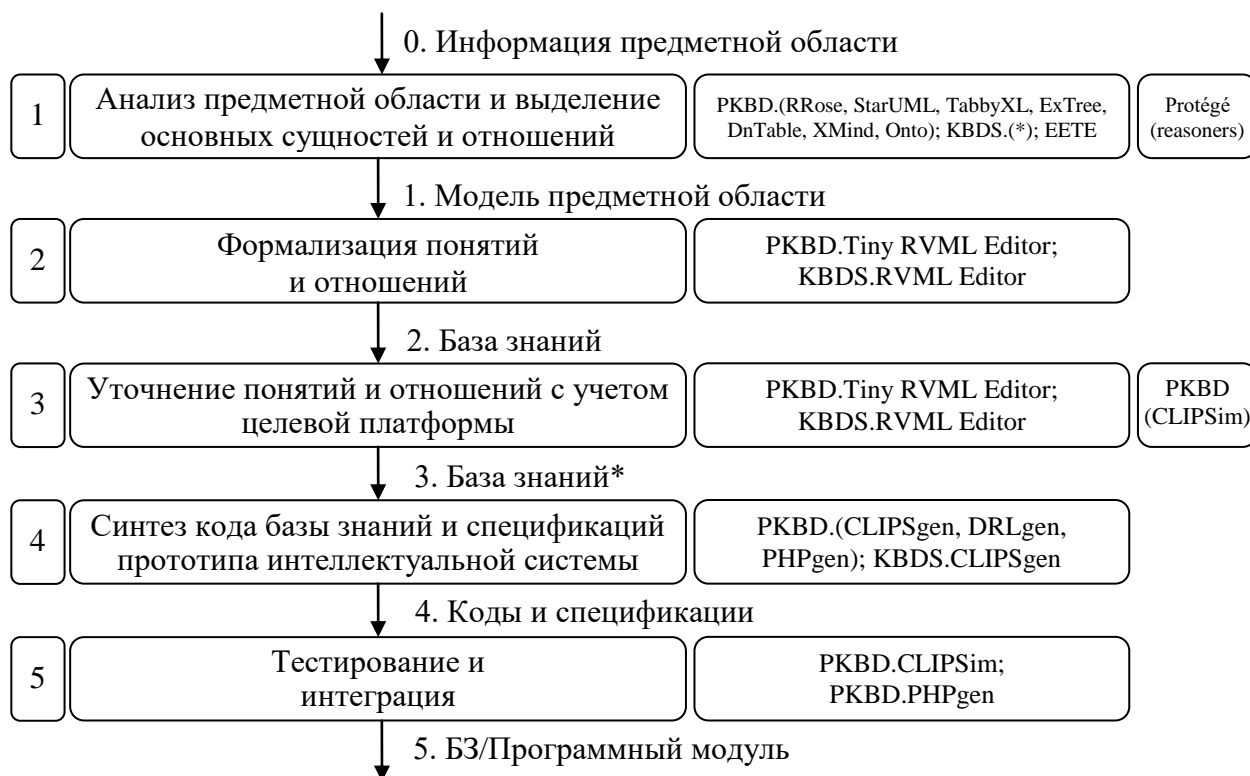 0. Информация предметной области
1
Анализ предметной области и выделение
основных сущностей и отношений
PKBD.(RRose, StarUML, TabbyXL, ExTree,
DnTable, XMind, Onto); KBDS.(*); EETE
Protégé
(reasoners)
1. Модель предметной области
2
Формализация понятий
и отношений
PKBD.Tiny RVML Editor;
KBDS.RVML Editor
2. База знаний
3
Уточнение понятий и отношений с учетом
целевой платформы
PKBD.Tiny RVML Editor;
KBDS.RVML Editor
PKBD
(CLIPSim)
3. База знаний*
4
Синтез кода базы знаний и спецификаций
прототипа интеллектуальной системы
PKBD.(CLIPSgen, DRLgen,
PHPgen); KBDS.CLIPSgen
4. Коды и спецификации
5
Тестирование и
интеграция
PKBD.CLIPSim;
PKBD.PHPgen
5. БЗ/Программный модуль